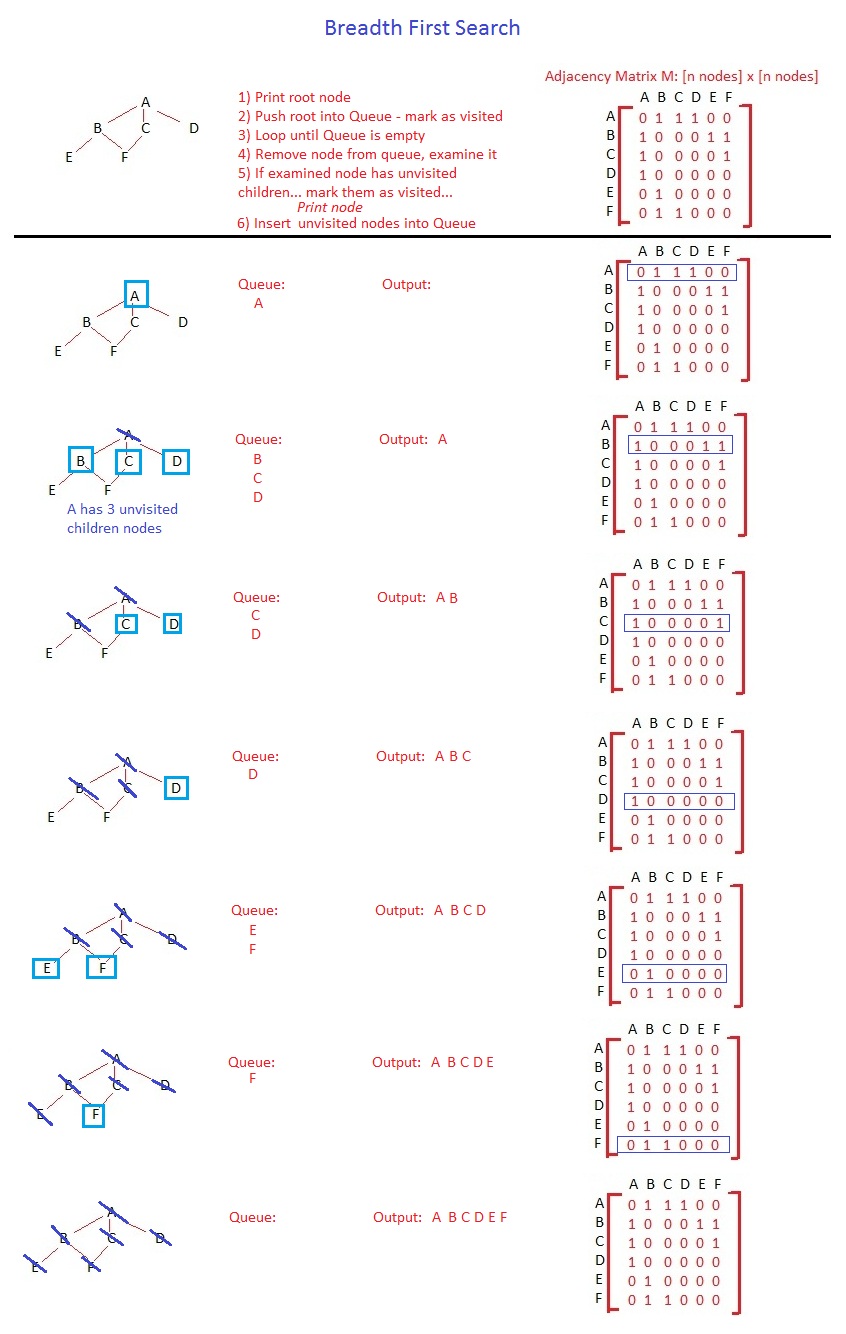 Breadth First Search
Adjacency Matrix M: [n nodes] x [n nodes]
A
B C D
E F
1) Print root node
2) Push root into Queue - mark as visited
3) Loop until Queue is empty
4) Remove node from queue, examine it
5) If examined node has unvisited
children... mark them as visited...
Print node
6) Insert unvisited nodes into Queue
A B C D E F
A 0 1 1 1 0 0
B 1 0 0 0 1 1
C 1 0 0 0 0 1
D 1 0 0 0 0 0
E 0 1 0 0 0 0
F 0 1 1 0 0 0
A
B C D
E F
Queue:
A
Output:
A B C D E F
A 0 1 1 1 0 0
B 1 0 0 0 1 1
C 1 0 0 0 0 1
D 1 0 0 0 0 0
E 0 1 0 0 0 0
F 0 1 1 0 0 0
A
B C D
E F
A has 3 unvisited
children nodes
Queue:
B
C
D
Output: A
A B C D E F
A 0 1 1 1 0 0
B 1 0 0 0 1 1
C 1 0 0 0 0 1
D 1 0 0 0 0 0
E 0 1 0 0 0 0
F 0 1 1 0 0 0
A
B C D
E F
Queue:
C
D
Output: A B
A B C D E F
A 0 1 1 1 0 0
B 1 0 0 0 1 1
C 1 0 0 0 0 1
D 1 0 0 0 0 0
E 0 1 0 0 0 0
F 0 1 1 0 0 0
A
B C D
E F
Queue:
D
Output: A B C
A B C D E F
A 0 1 1 1 0 0
B 1 0 0 0 1 1
C 1 0 0 0 0 1
D 1 0 0 0 0 0
E 0 1 0 0 0 0
F 0 1 1 0 0 0
A
B C D
E F
Queue:
E
F
Output: A B C D
A B C D E F
A 0 1 1 1 0 0
B 1 0 0 0 1 1
C 1 0 0 0 0 1
D 1 0 0 0 0 0
E 0 1 0 0 0 0
F 0 1 1 0 0 0
A
B C D
E F
Queue:
F
Output: A B C D E
A B C D E F
A 0 1 1 1 0 0
B 1 0 0 0 1 1
C 1 0 0 0 0 1
D 1 0 0 0 0 0
E 0 1 0 0 0 0
F 0 1 1 0 0 0
A
B C D
E F
Queue:
Output: A B C D E F
A B C D E F
A 0 1 1 1 0 0
B 1 0 0 0 1 1
C 1 0 0 0 0 1
D 1 0 0 0 0 0
E 0 1 0 0 0 0
F 0 1 1 0 0 0